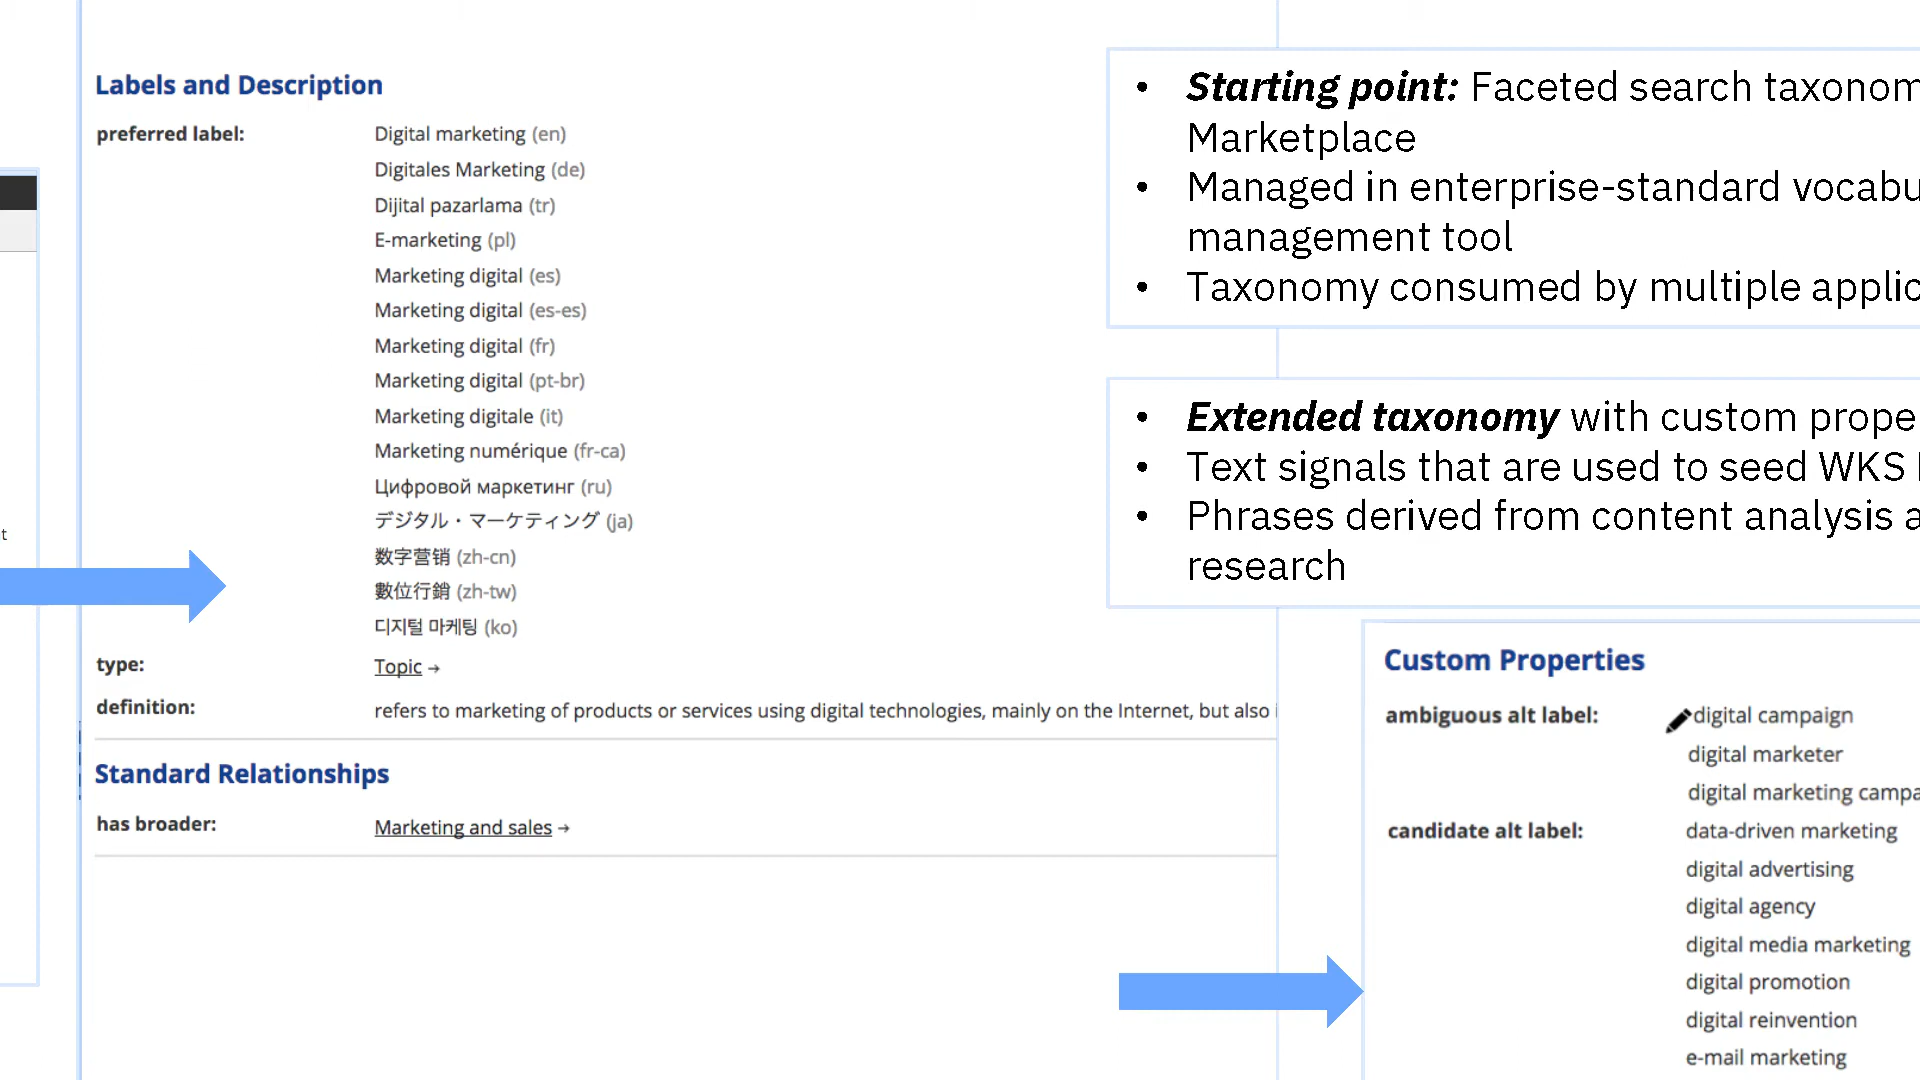 Labels and Description
preferred label:
Digital marketing (en)
Digitales Marketing (de)
Dijital pazarlama (tr)
E-marketing (pl)
Marketing digital (es)
Marketing digital (es-es)
Marketing digital (fr)
Marketing digital (pt-br)
Marketing digitale (it)
Marketing numérique (fr-ca)
Цифровой маркетинг (ru)
デジタル・マーケティング (ja)
数字营销 (zh-cn)
數位行銷 (zh-tw)
디지털 마케팅 (ko)
type: Topic →
definition: refers to marketing of products or services using digital technologies, mainly on the Internet, but also
Standard Relationships
has broader: Marketing and sales →
• Starting point: Faceted search taxonom
Marketplace
• Managed in enterprise-standard vocabu
management tool
• Taxonomy consumed by multiple applic
• Extended taxonomy with custom prope
• Text signals that are used to seed WKS
• Phrases derived from content analysis a
research
Custom Properties
ambiguous alt label: digital campaign
digital marketer
digital marketing campa
candidate alt label: data-driven marketing
digital advertising
digital agency
digital media marketing
digital promotion
digital reinvention
e-mail marketing